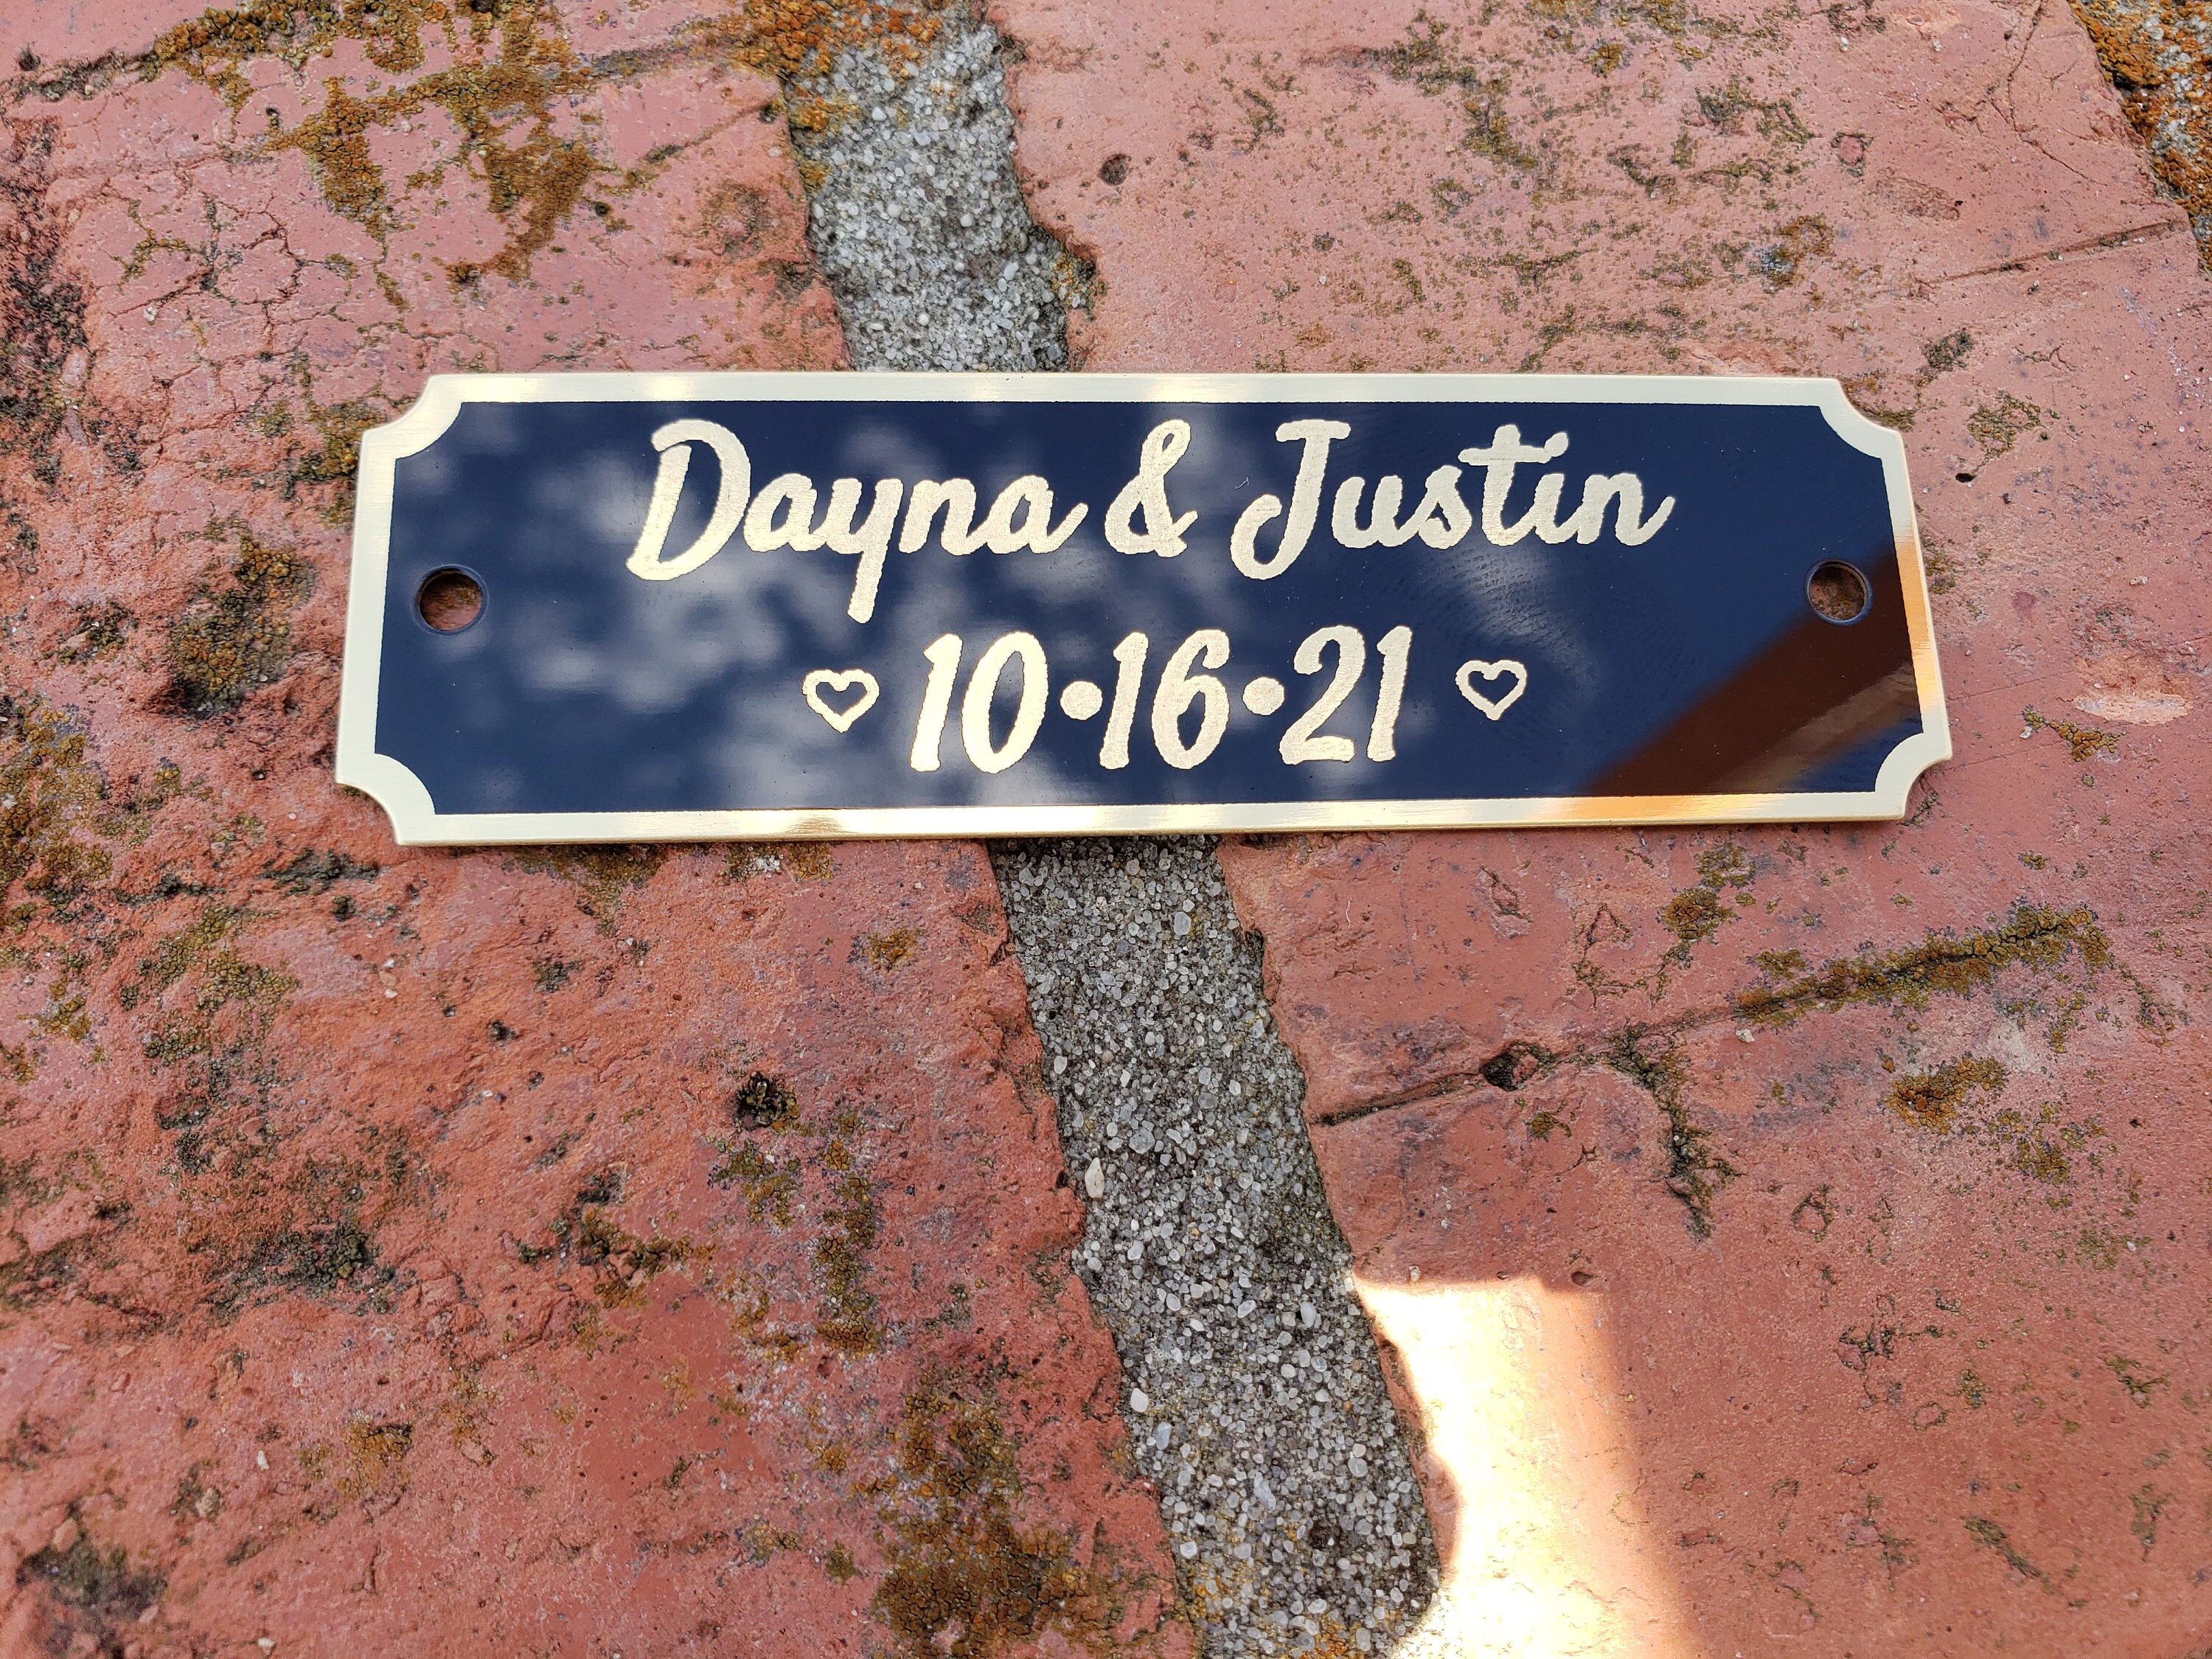 Dayna & Justin
♡ 10•16•21 ♡